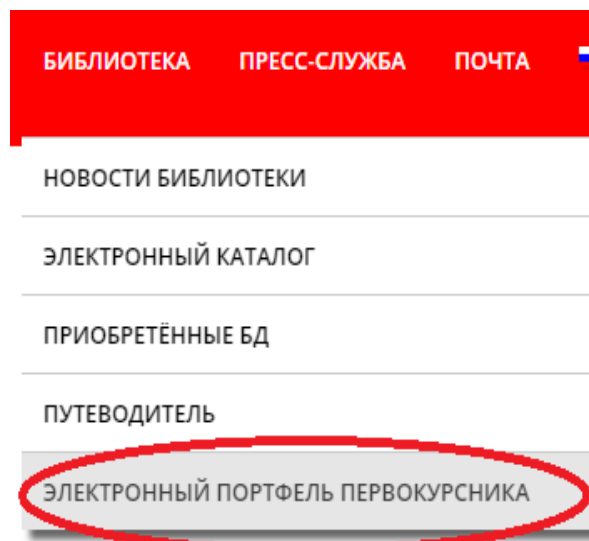 БИБЛИОТЕКА ПРЕСС-СЛУЖБА ПОЧТА
НОВОСТИ БИБЛИОТЕКИ
ЭЛЕКТРОННЫЙ КАТАЛОГ
ПРИОБРЕТЁННЫЕ БД
ПУТЕВОДИТЕЛЬ
ЭЛЕКТРОННЫЙ ПОРТФЕЛЬ ПЕРВОКУРСНИКА